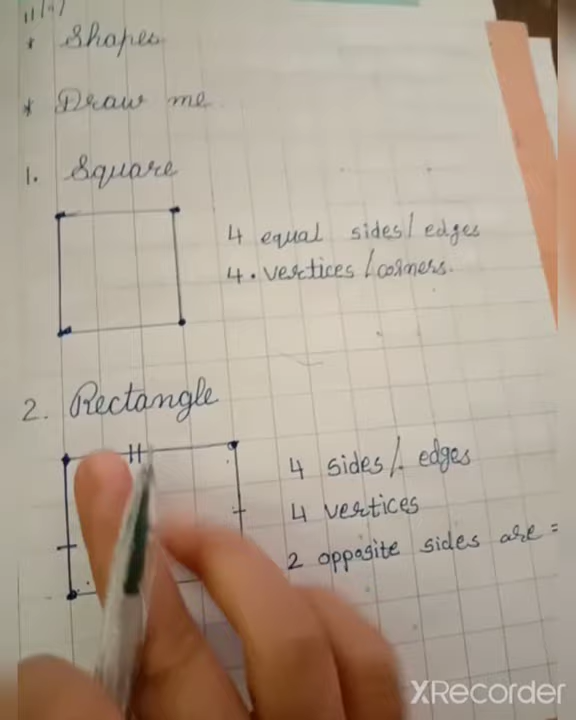 * Shapes
* Draw me
1. Square
4 equal sides/edges
4. vertices/corners.
2. Rectangle
4 sides/. edges
4 vertices
2 opposite sides are =
XRecorder